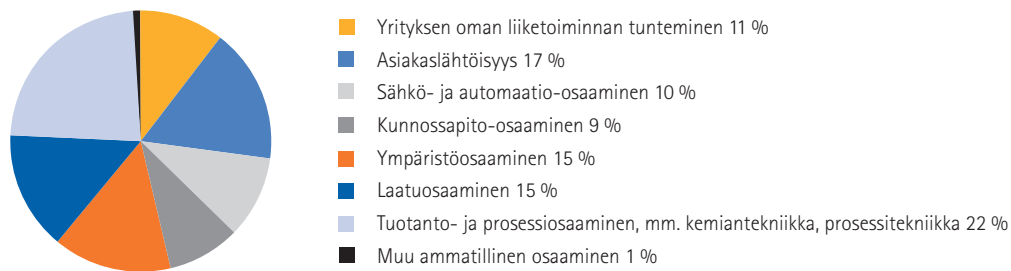 Yrityksen oman liiketoiminnan tunteminen 11 %
Asiakaslähtöisyys 17 %
Sähkö- ja automaatio-osaaminen 10 %
Kunnossapito-osaaminen 9 %
Ympäristöosaaminen 15 %
Laatuosaaminen 15 %
Tuotanto- ja prosessiosaaminen, mm. kemiantekniikka, prosessitekniikka 22 %
Muu ammatillinen osaaminen 1 %